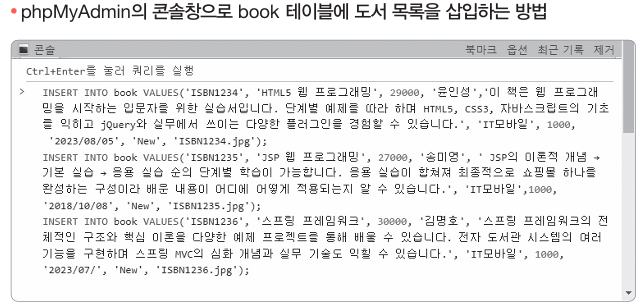 • phpMyAdmin의 콘솔창으로 book 테이블에 도서 목록을 삽입하는 방법
콘솔 북마크 옵션 최근 기록 제거
Ctrl+Enter를 눌러 쿼리를 실행
> INSERT INTO book VALUES('ISBN1234', 'HTML5 웹 프로그래밍', 29000, '윤인성','이 책은 웹 프로그래
밍을 시작하는 입문자를 위한 실습서입니다. 단계별 예제를 따라 하며 HTML5, CSS3, 자바스크립트의 기초
를 익히고 jQuery와 실무에서 쓰이는 다양한 플러그인을 경험할 수 있습니다.', 'IT모바일', 1000,
'2023/08/05', 'New', 'ISBN1234.jpg');
INSERT INTO book VALUES('ISBN1235', 'JSP 웹 프로그래밍', 27000, '송미영', ' JSP의 이론적 개념 →
기본 실습 → 응용 실습 순의 단계별 학습이 가능합니다. 응용 실습이 합쳐져 최종적으로 쇼핑몰 하나를
완성하는 구성이라 배운 내용이 어디에 어떻게 적용되는지 알 수 있습니다.', 'IT모바일',1000,
'2018/10/08', 'New', 'ISBN1235.jpg');
INSERT INTO book VALUES('ISBN1236', '스프링 프레임워크', 30000, '김명호', '스프링 프레임워크의 전
체적인 구조와 핵심 이론을 다양한 예제 프로젝트를 통해 배울 수 있습니다. 전자 도서관 시스템의 여러
기능을 구현하며 스프링 MVC의 심화 개념과 실무 기술도 익힐 수 있습니다.', 'IT모바일', 1000,
'2023/07/', 'New', 'ISBN1236.jpg');